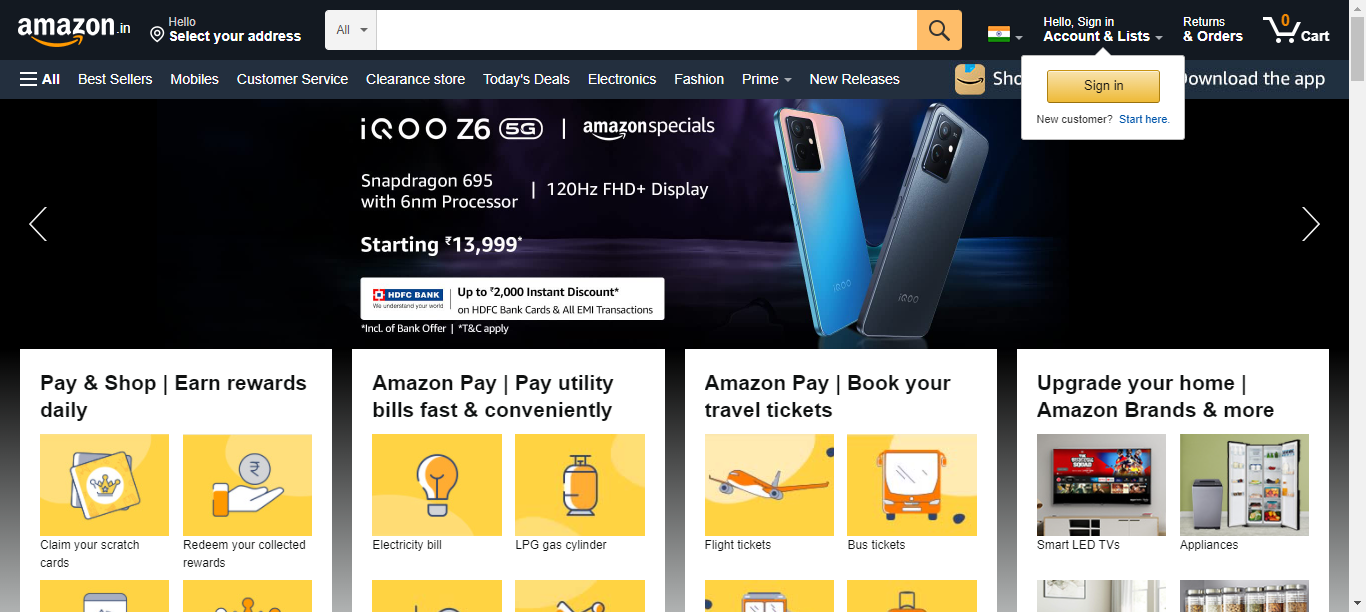 amazon.in
Hello
Select your address
All
Hello, Sign in
Account & Lists
Returns
& Orders
0
Cart
All
Best Sellers
Mobiles
Customer Service
Clearance store
Today's Deals
Electronics
Fashion
Prime
New Releases
Sho
ownload the app
Sign in
New customer? Start here.
iQOO Z6 5G | amazonspecials
Snapdragon 695
with 6nm Processor
| 120Hz FHD+ Display
Starting ₹13,999*
HDFC BANK
We understand your world
Up to ₹2,000 Instant Discount*
on HDFC Bank Cards & All EMI Transactions
*Incl. of Bank Offer | *T&C apply
iQOO
iQOO
Pay & Shop | Earn rewards
daily
₹
Claim your scratch
cards
Redeem your collected
rewards
Amazon Pay | Pay utility
bills fast & conveniently
Electricity bill
LPG gas cylinder
Amazon Pay | Book your
travel tickets
Flight tickets
Bus tickets
Upgrade your home |
Amazon Brands & more
Smart LED TVs
Appliances